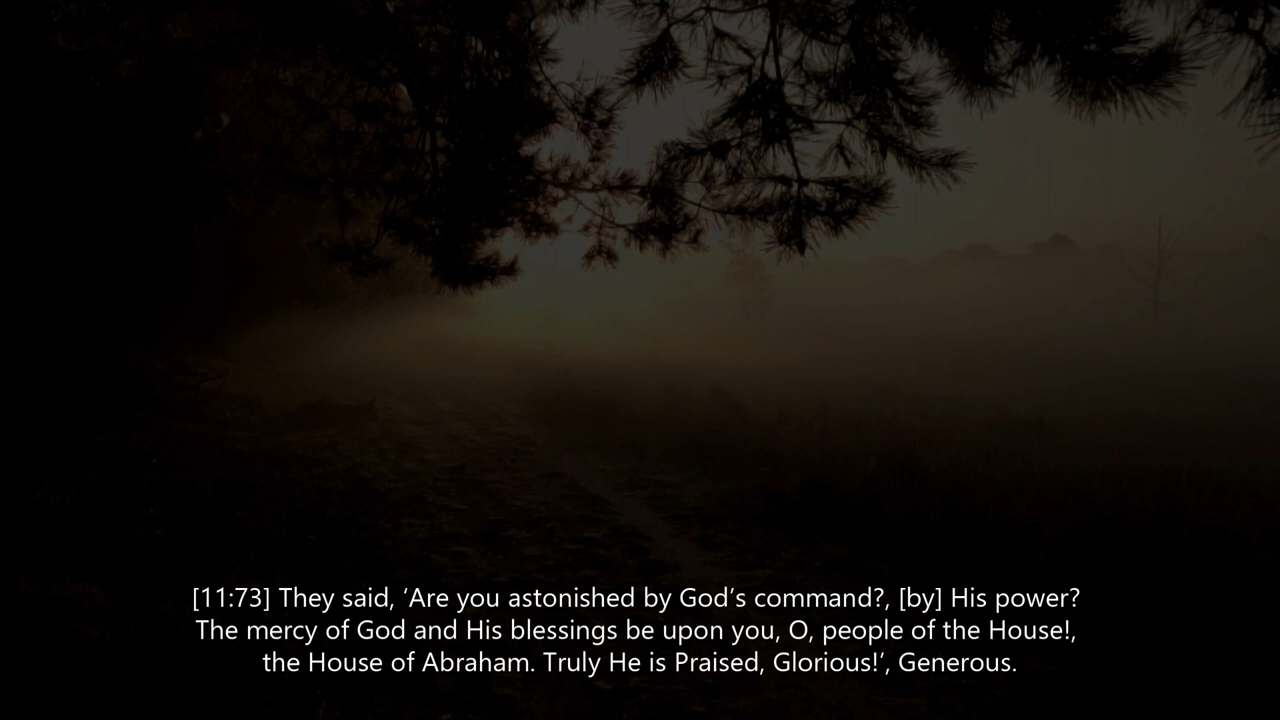 [11:73] They said, ‘Are you astonished by God’s command?, [by] His power?
The mercy of God and His blessings be upon you, O, people of the House!,
the House of Abraham. Truly He is Praised, Glorious!’, Generous.